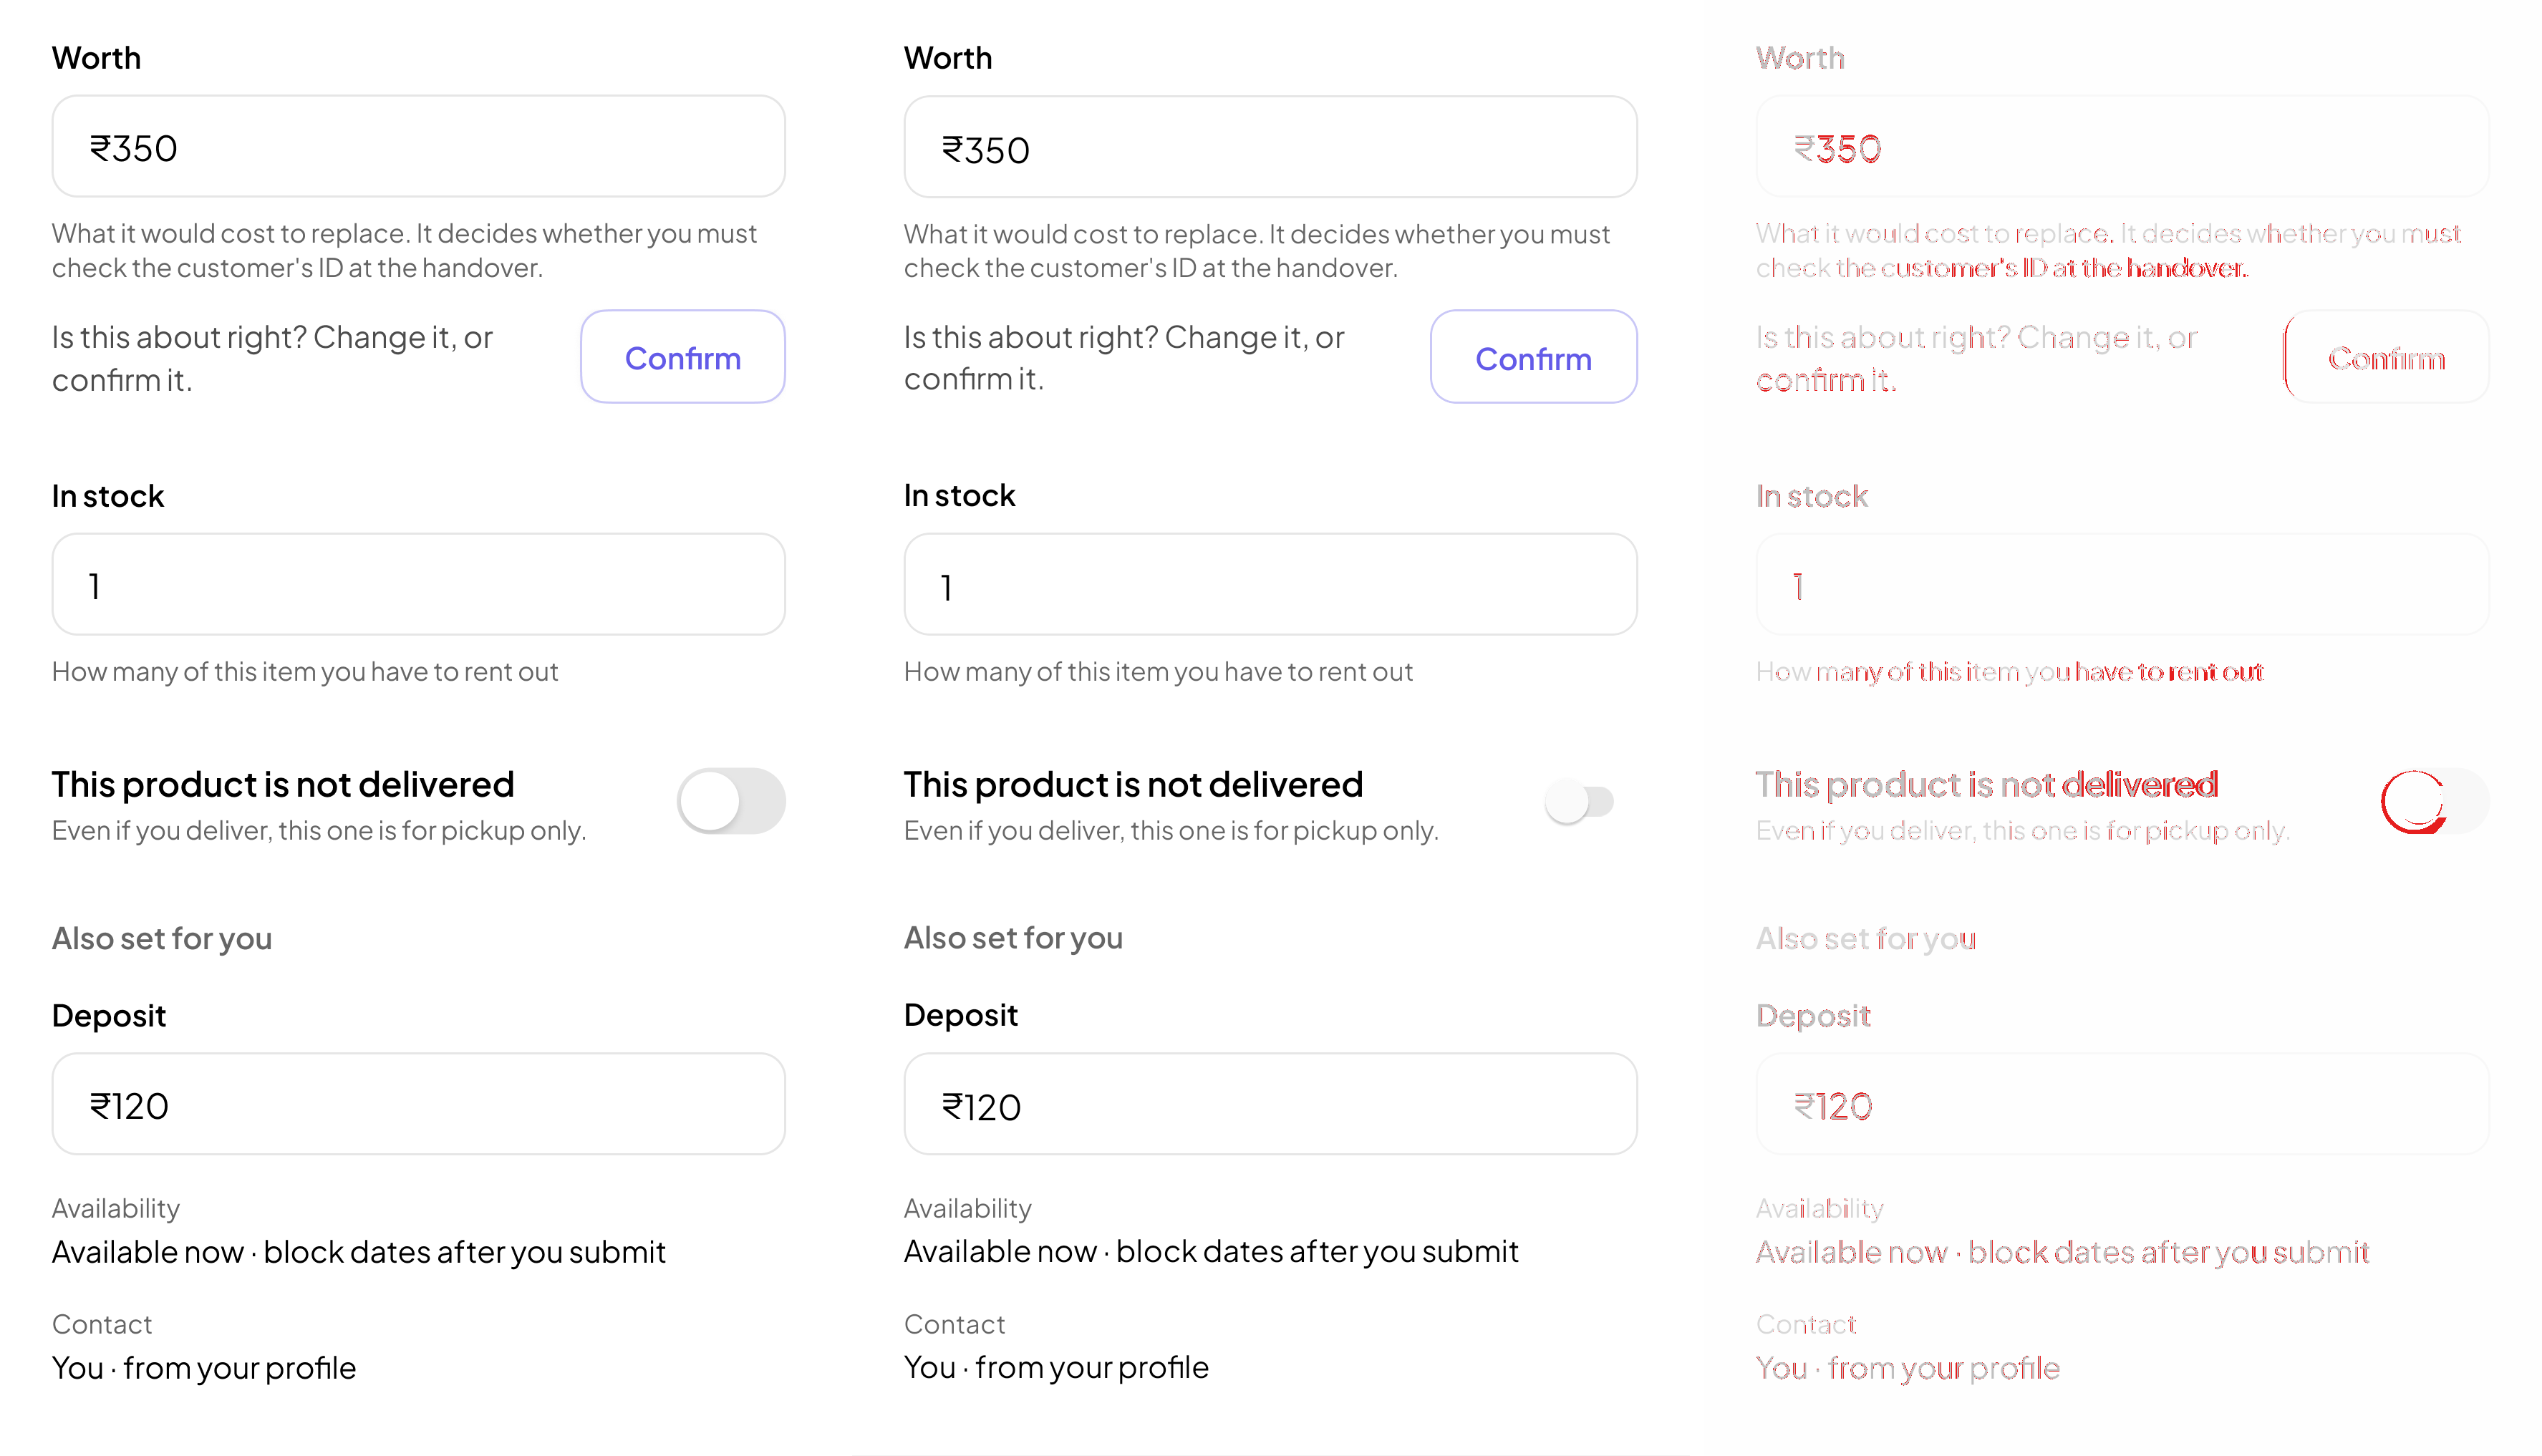 Worth
₹350
What it would cost to replace. It decides whether you must
check the customer's ID at the handover.
Is this about right? Change it, or
confirm it.
Confirm
In stock
1
How many of this item you have to rent out
This product is not delivered
Even if you deliver, this one is for pickup only.
Also set for you
Deposit
₹120
Availability
Available now · block dates after you submit
Contact
You · from your profile
Worth
₹350
What it would cost to replace. It decides whether you must
check the customer's ID at the handover.
Is this about right? Change it, or
confirm it.
Confirm
In stock
1
How many of this item you have to rent out
This product is not delivered
Even if you deliver, this one is for pickup only.
Also set for you
Deposit
₹120
Availability
Available now · block dates after you submit
Contact
You · from your profile
Worth
₹350
What it would cost to replace. It decides whether you must
check the customer's ID at the handover.
Is this about right? Change it, or
confirm it.
Confirm
In stock
1
How many of this item you have to rent out
This product is not delivered
Even if you deliver, this one is for pickup only.
Also set for you
Deposit
₹120
Availability
Available now · block dates after you submit
Contact
You · from your profile